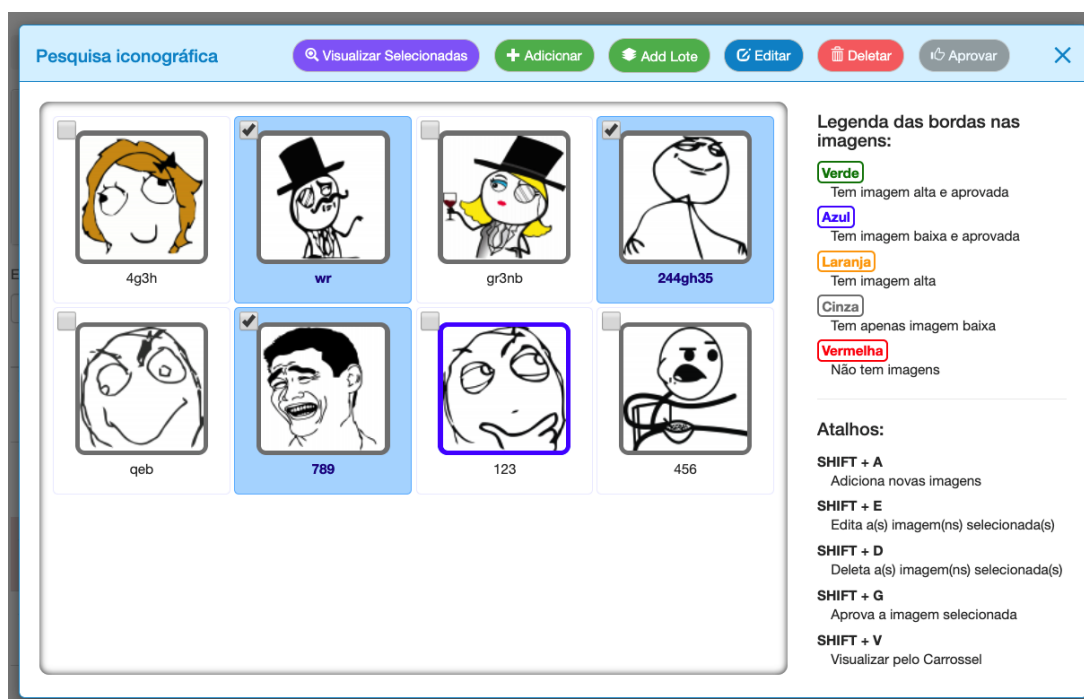 Pesquisa iconográfica
Visualizar Selecionadas
Adicionar
Add Lote
Editar
Deletar
Aprovar
4g3h
wr
gr3nb
244gh35
qeb
789
123
456
Legenda das bordas nas
imagens:
Verde
Tem imagem alta e aprovada
Azul
Tem imagem baixa e aprovada
Laranja
Tem imagem alta
Cinza
Tem apenas imagem baixa
Vermelha
Não tem imagens
Atalhos:
SHIFT + A
Adiciona novas imagens
SHIFT + E
Edita a(s) imagem(ns) selecionada(s)
SHIFT + D
Deleta a(s) imagem(ns) selecionada(s)
SHIFT + G
Aprova a imagem selecionada
SHIFT + V
Visualizar pelo Carrossel